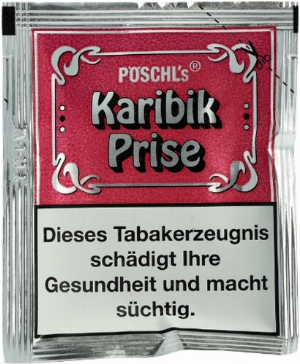 PÖSCHL's®
Karibik
Prise
Dieses Tabakerzeugnis
schädigt Ihre
Gesundheit und macht
süchtig.